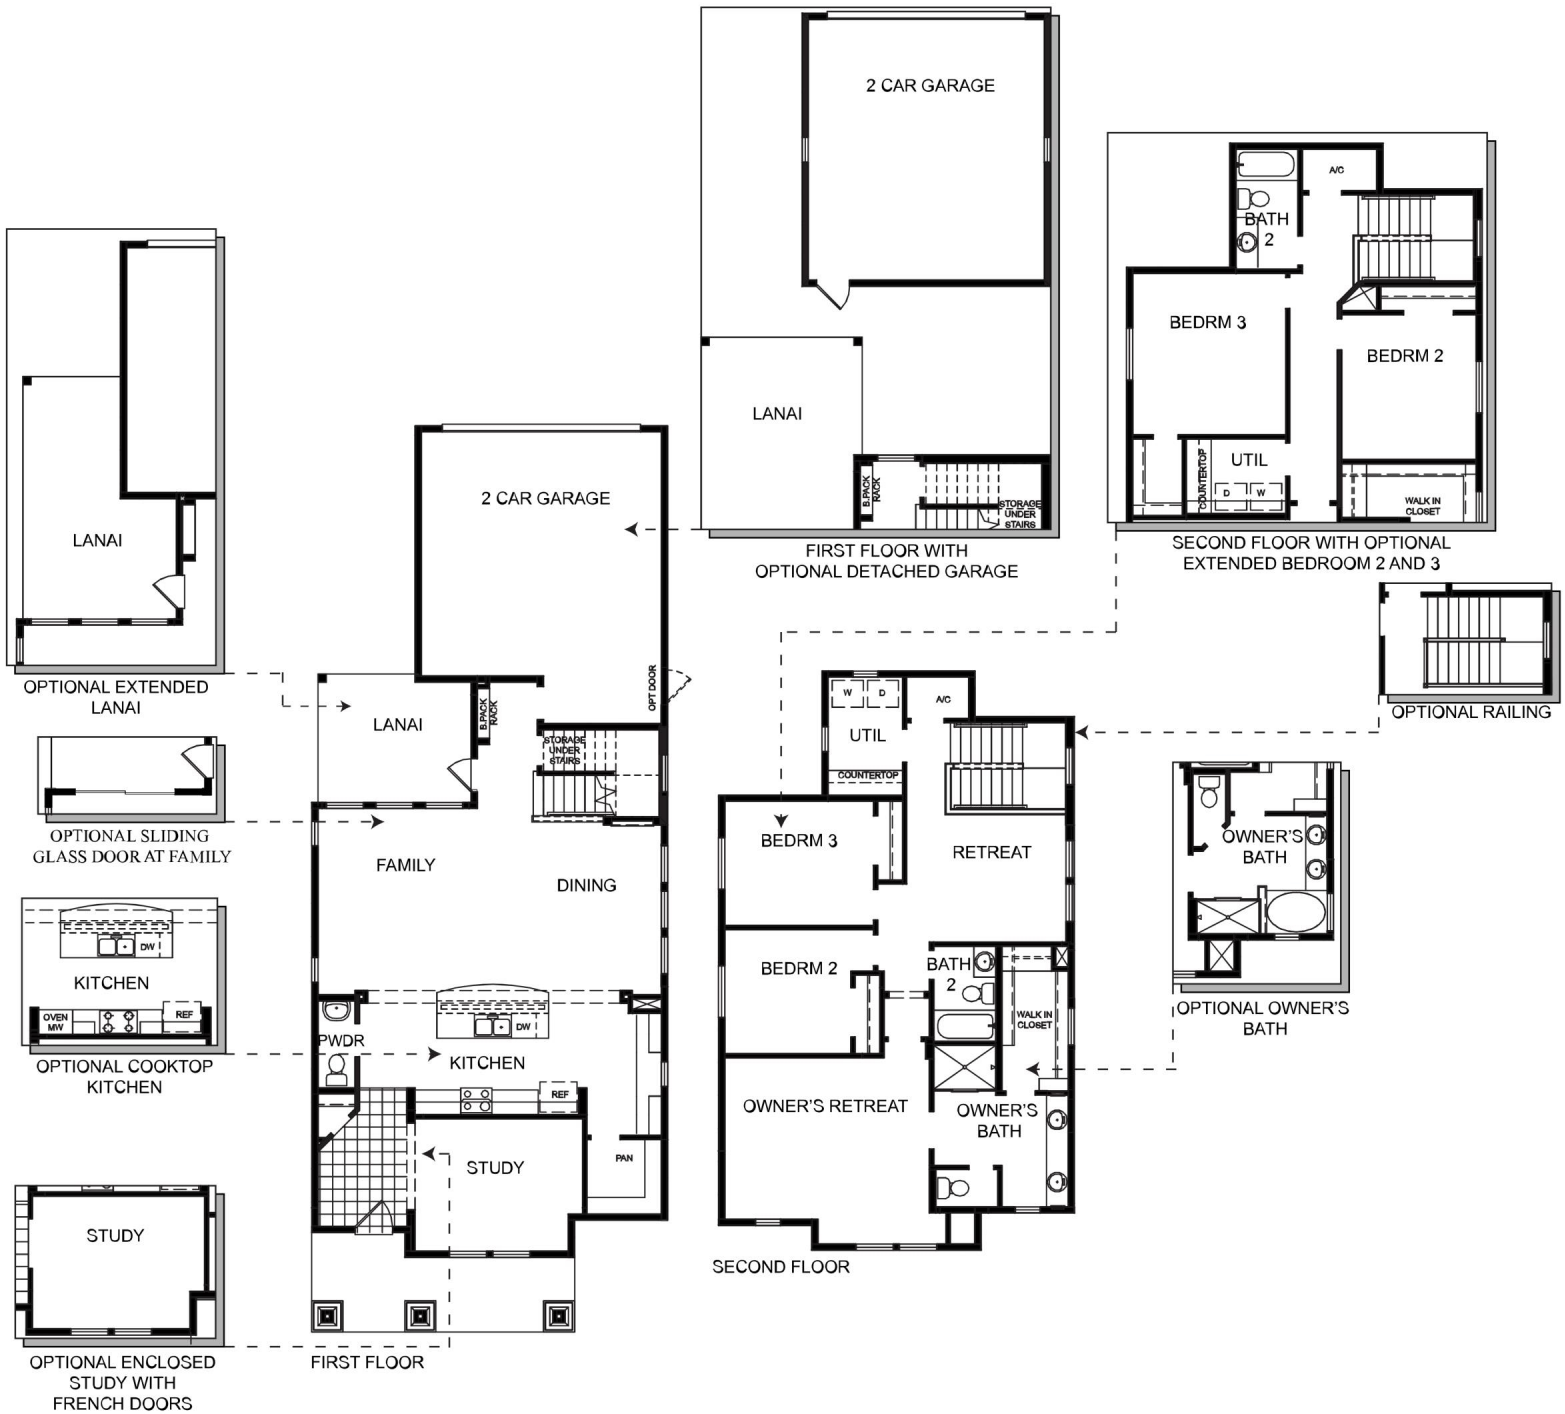 2 CAR GARAGE
LANAI
B.PACK
RACK
STORAGE
UNDER
STAIRS
FIRST FLOOR WITH
OPTIONAL DETACHED GARAGE
A/C
BATH
2
BEDRM 3
BEDRM 2
COUNTERTOP
UTIL
D
W
WALK IN
CLOSET
SECOND FLOOR WITH OPTIONAL
EXTENDED BEDROOM 2 AND 3
OPTIONAL RAILING
LANAI
OPTIONAL EXTENDED
LANAI
OPTIONAL SLIDING
GLASS DOOR AT FAMILY
DW
KITCHEN
OVEN
MW
REF
OPTIONAL COOKTOP
KITCHEN
STUDY
OPTIONAL ENCLOSED
STUDY WITH
FRENCH DOORS
2 CAR GARAGE
OPT DOOR
LANAI
B.PACK
RACK
STORAGE
UNDER
STAIRS
FAMILY
DINING
PWDR
DW
KITCHEN
REF
STUDY
PAN
FIRST FLOOR
W
D
A/C
UTIL
COUNTERTOP
BEDRM 3
RETREAT
BEDRM 2
BATH
2
WALK IN
CLOSET
OWNER'S RETREAT
OWNER'S
BATH
SECOND FLOOR
OWNER'S
BATH
OPTIONAL OWNER'S
BATH